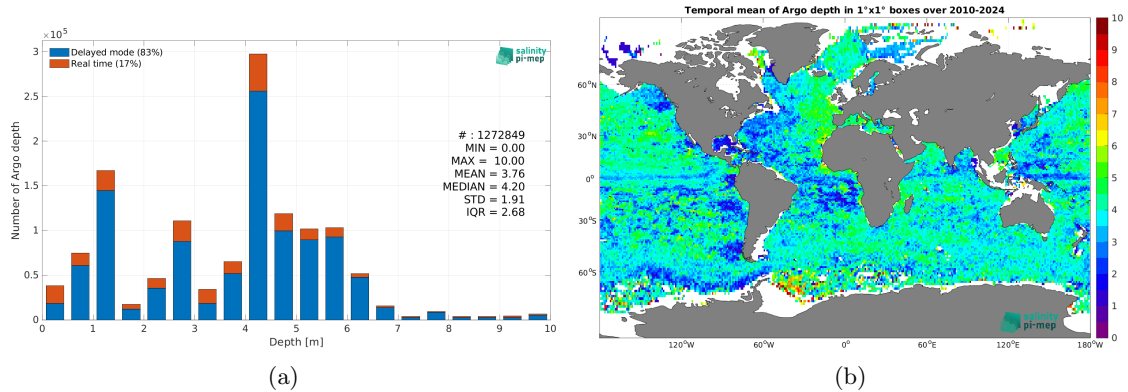 ×10⁵
Delayed mode (83%)
Real time (17%)
salinity
pi-mep
# : 1272849
MIN = 0.00
MAX = 10.00
MEAN = 3.76
MEDIAN = 4.20
STD = 1.91
IQR = 2.68
3
2.5
2
1.5
1
0.5
0
Number of Argo depth
0 1 2 3 4 5 6 7 8 9 10
Depth [m]
(a)
Temporal mean of Argo depth in 1°x1° boxes over 2010-2024
60°N
30°N
0°
30°S
60°S
120°W 60°W 0° 60°E 120°E 180°W
salinity
pi-mep
10
9
8
7
6
5
4
3
2
1
0
(b)